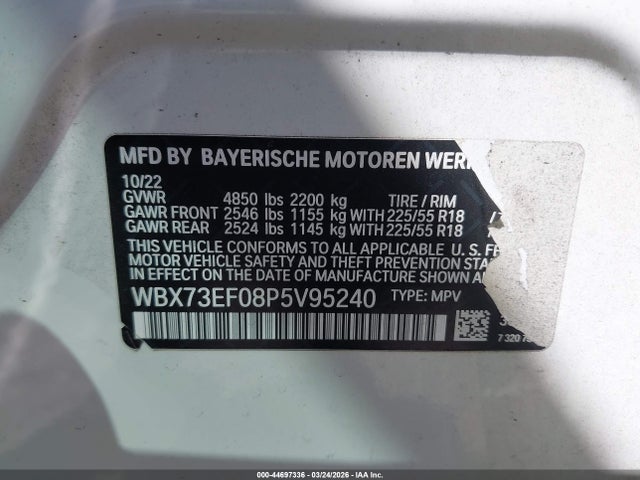 MFD BY BAYERISCHE MOTOREN WER
10/22
GVWR 4850 lbs 2200 kg TIRE / RIM
GAWR FRONT 2546 lbs 1155 kg WITH 225/55 R18 /
GAWR REAR 2524 lbs 1145 kg WITH 225/55 R18 /
THIS VEHICLE CONFORMS TO ALL APPLICABLE U. S. F
MOTOR VEHICLE SAFETY AND THEFT PREVENTION STA
IN EFFECT ON THE DATE OF MANUFACTURE SHOWN
WBX73EF08P5V95240 TYPE: MPV
7 320
000-44697336 - 03/24/2026 - IAA Inc.